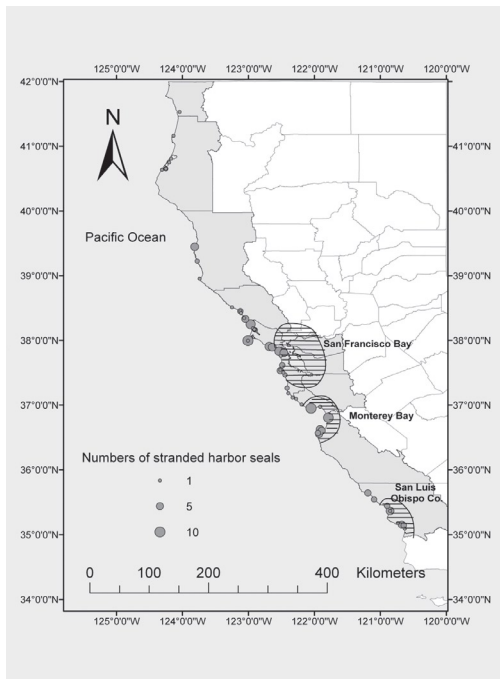 125°0'0"W 124°0'0"W 123°0'0"W 122°0'0"W 121°0'0"W 120°0'0"W
42°0'0"N 42°0'0"N
N
41°0'0"N 41°0'0"N
40°0'0"N 40°0'0"N
Pacific Ocean
39°0'0"N 39°0'0"N
38°0'0"N 38°0'0"N
San Francisco Bay
37°0'0"N 37°0'0"N
Monterey Bay
Numbers of stranded harbor seals
36°0'0"N 36°0'0"N
1
San Luis
Obispo Co.
5
10
35°0'0"N 35°0'0"N
0 120 200 400 Kilometers
34°0'0"N 34°0'0"N
125°0'0"W 124°0'0"W 123°0'0"W 122°0'0"W 121°0'0"W 120°0'0"W